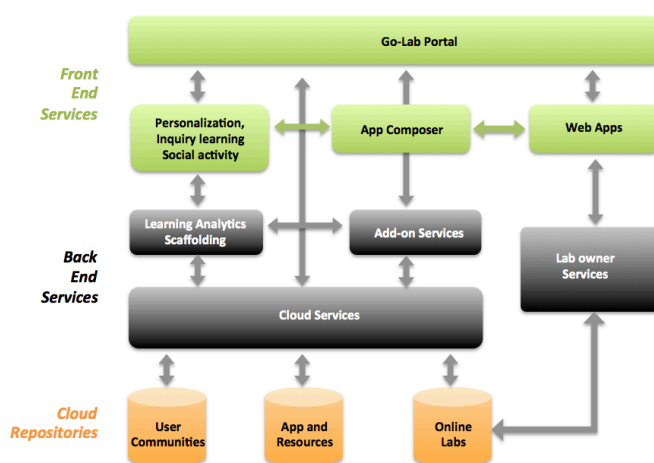 Go-Lab Portal
Front
End
Services
Personalization,
Inquiry learning
Social activity
App Composer
Web Apps
Learning Analytics
Scaffolding
Add-on Services
Lab owner
Services
Back
End
Services
Cloud Services
Cloud
Repositories
User
Communities
App and
Resources
Online
Labs